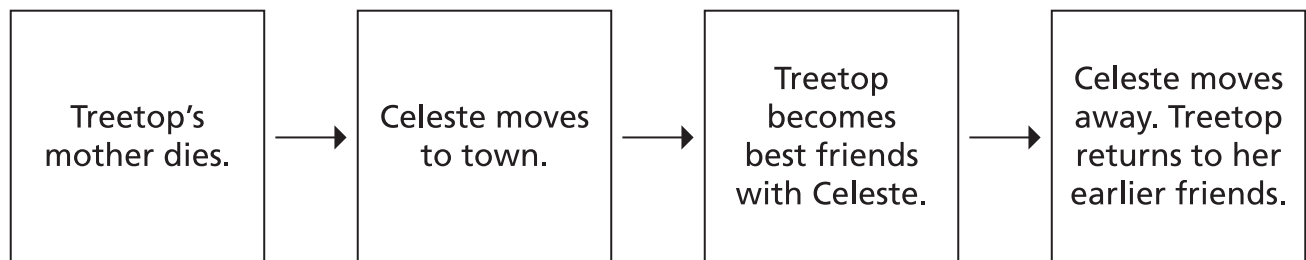 Treetop's
mother dies.
Celeste moves
to town.
Treetop
becomes
best friends
with Celeste.
Celeste moves
away. Treetop
returns to her
earlier friends.